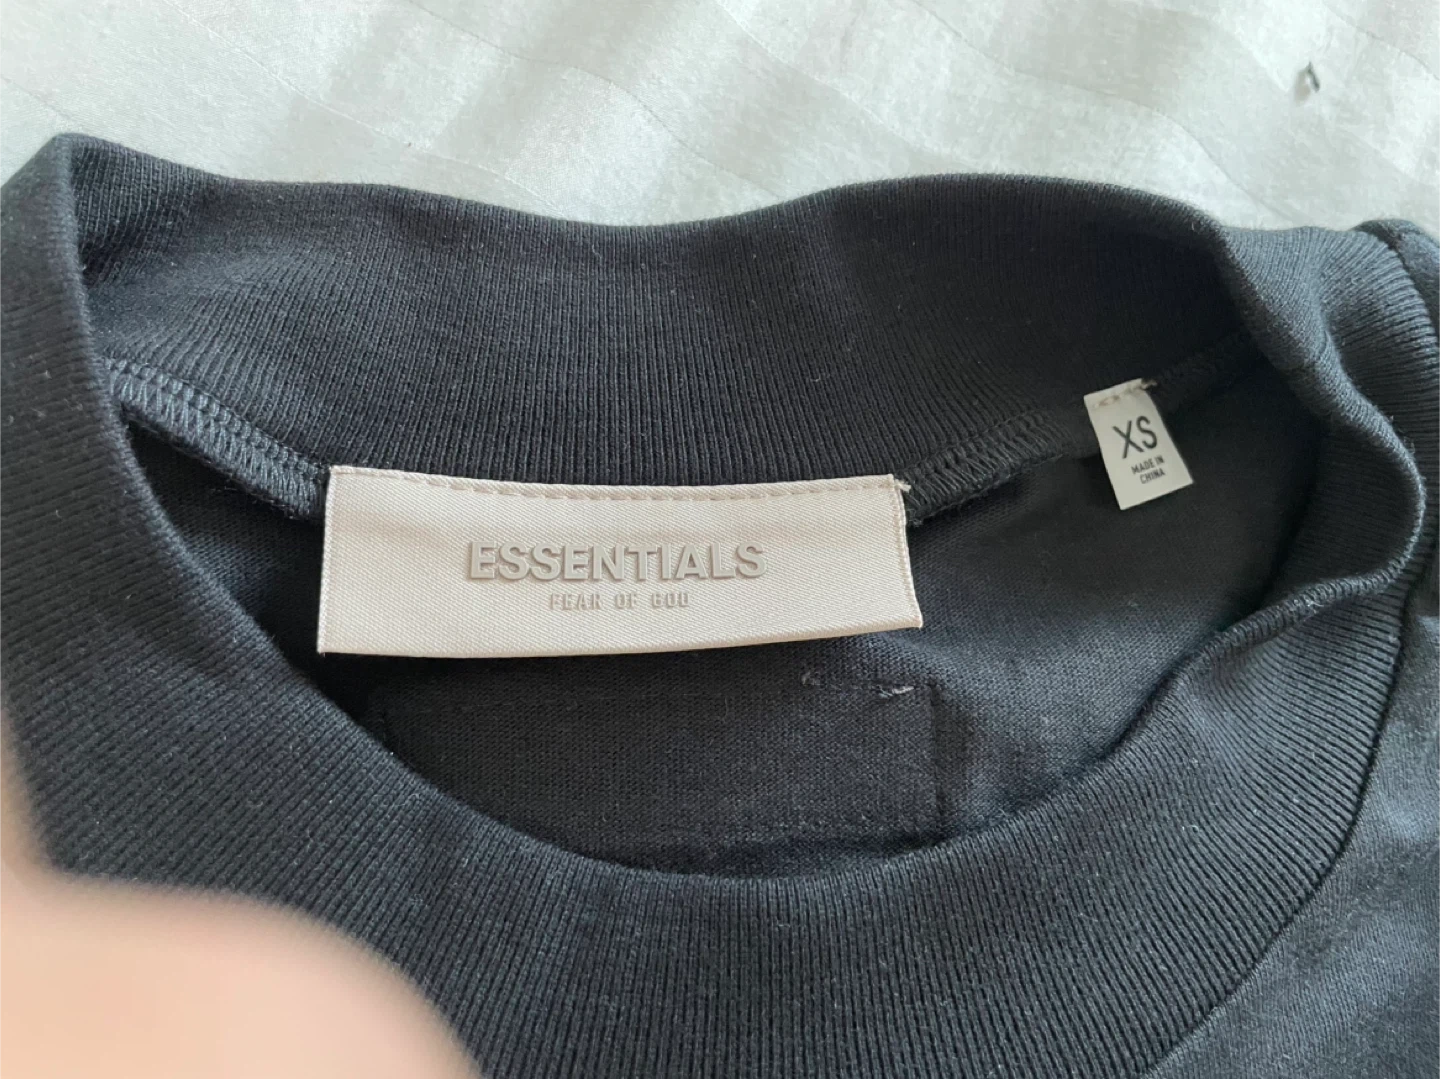 ESSENTIALS
FEAR OF GOD
XS
MADE IN
CHINA